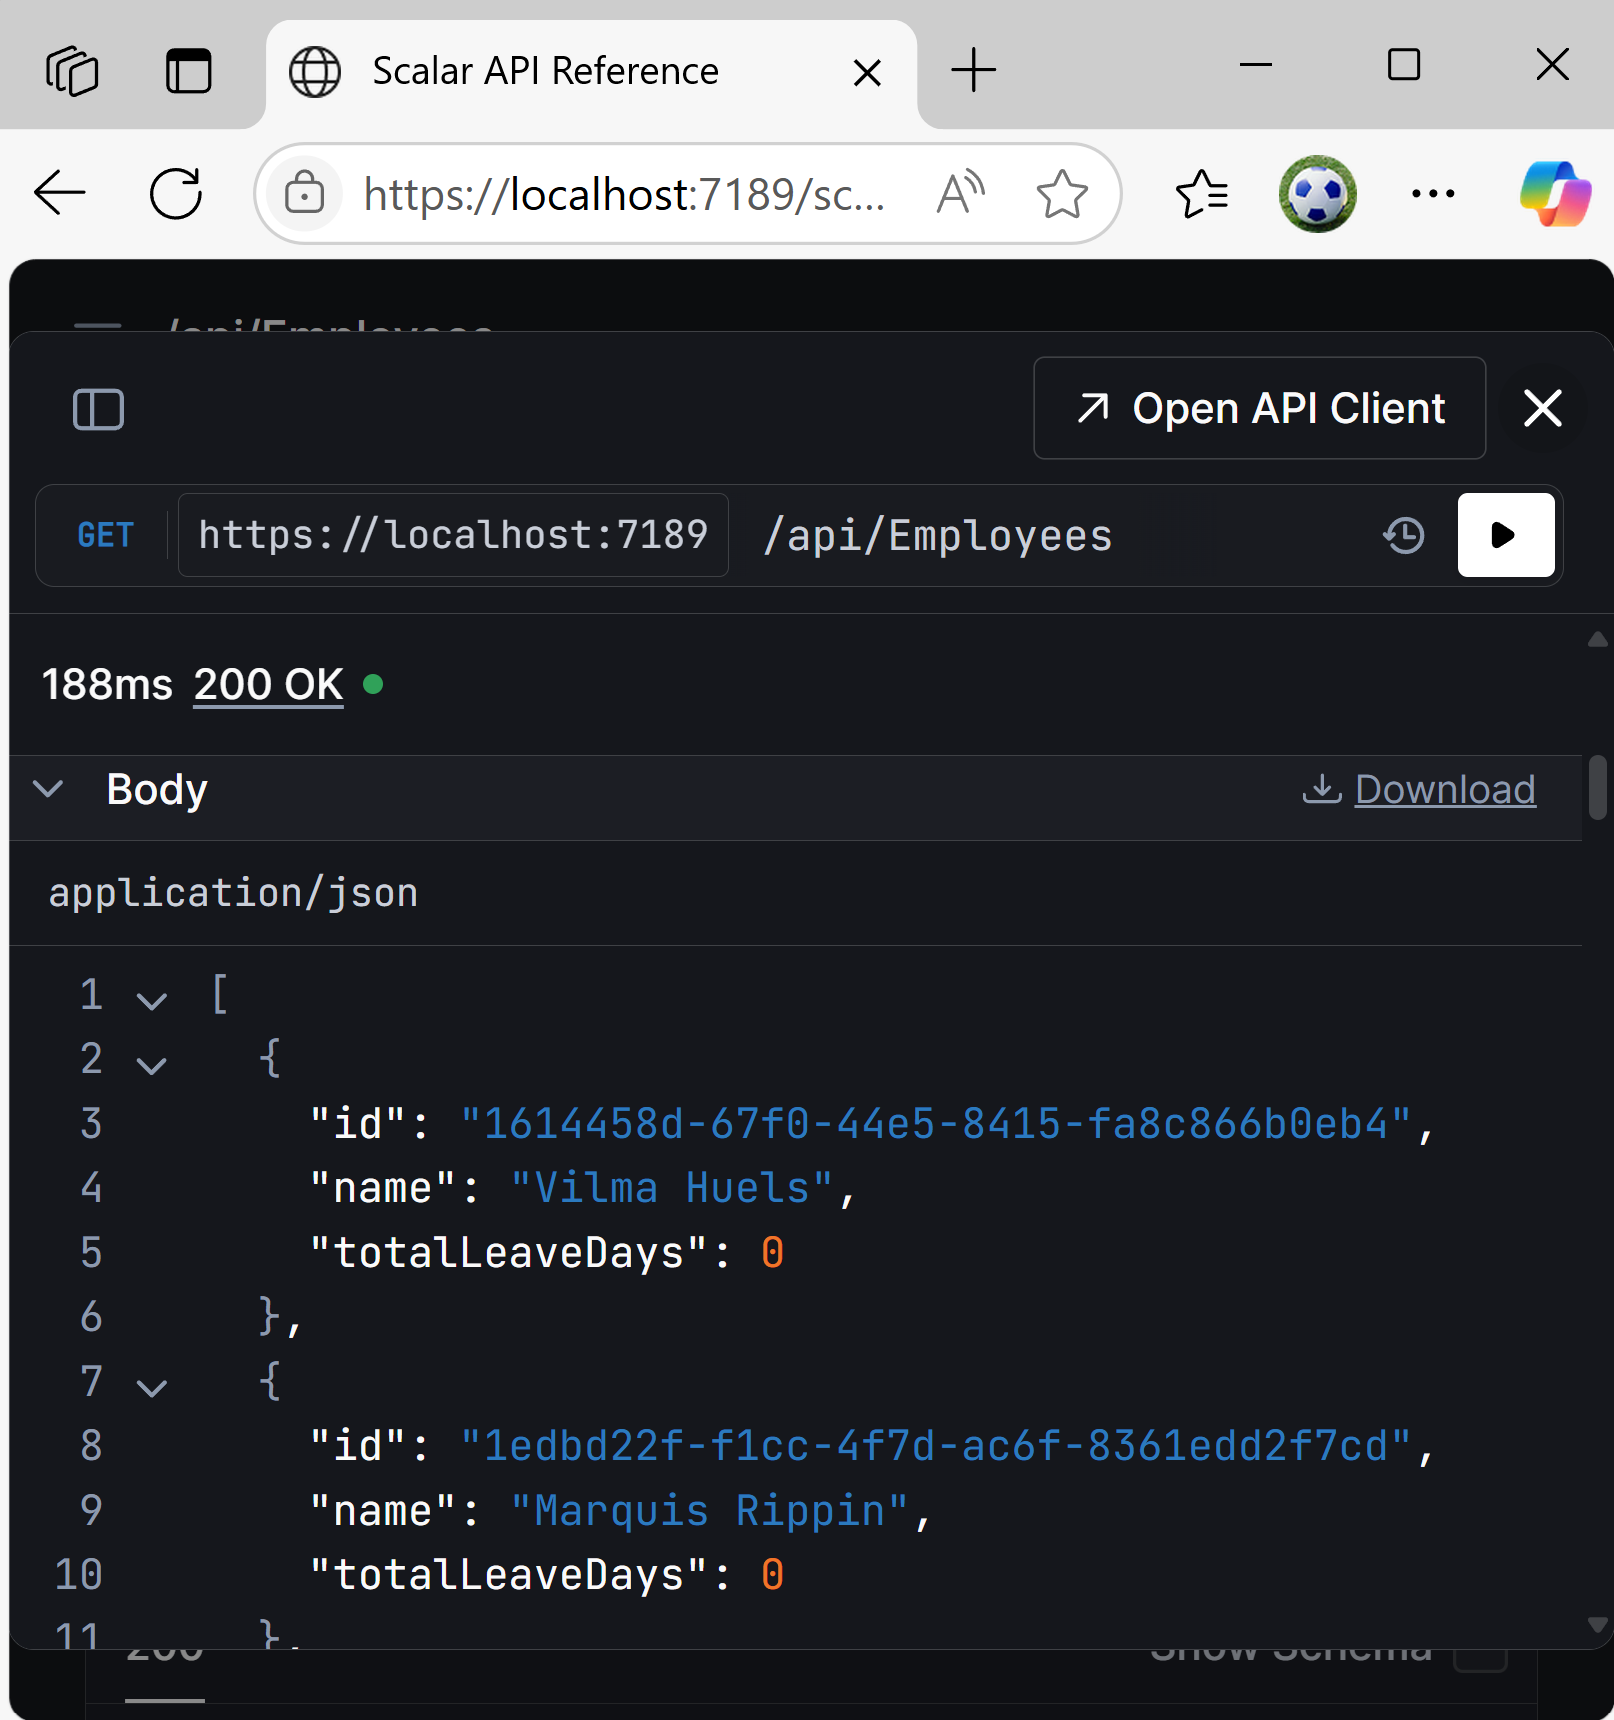 Scalar API Reference
https://localhost:7189/sc...
/api/Employees
Open API Client
GET https://localhost:7189 /api/Employees
188ms 200 OK
Body Download
application/json
1 [
2 {
3 "id": "1614458d-67f0-44e5-8415-fa8c866b0eb4",
4 "name": "Vilma Huels",
5 "totalLeaveDays": 0
6 },
7 {
8 "id": "1edbd22f-f1cc-4f7d-ac6f-8361edd2f7cd",
9 "name": "Marquis Rippin",
10 "totalLeaveDays": 0
11 },
200 Show Schema